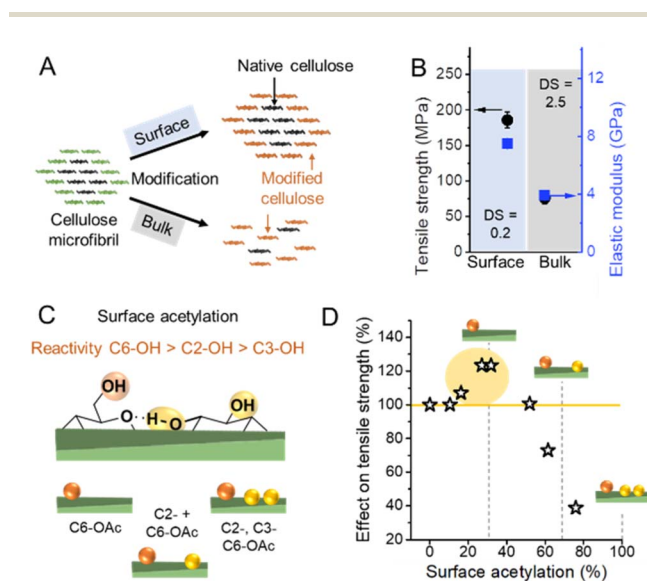 A
Native cellulose
Surface
Modification
Modified
cellulose
Cellulose
microfibril
Bulk
B
Tensile strength (MPa)
250
200
150
100
75
50
0
DS =
0.2
DS =
2.5
12
8
4
0
Elastic modulus (GPa)
Surface Bulk
C
Surface acetylation
Reactivity C6-OH > C2-OH > C3-OH
OH
O··H-O
OH
C6-OAc
C2- +
C6-OAc
C2-, C3-
C6-OAc
D
Effect on tensile strength (%)
140
120
100
80
60
40
20
0 20 40 60 80 100
Surface acetylation (%)